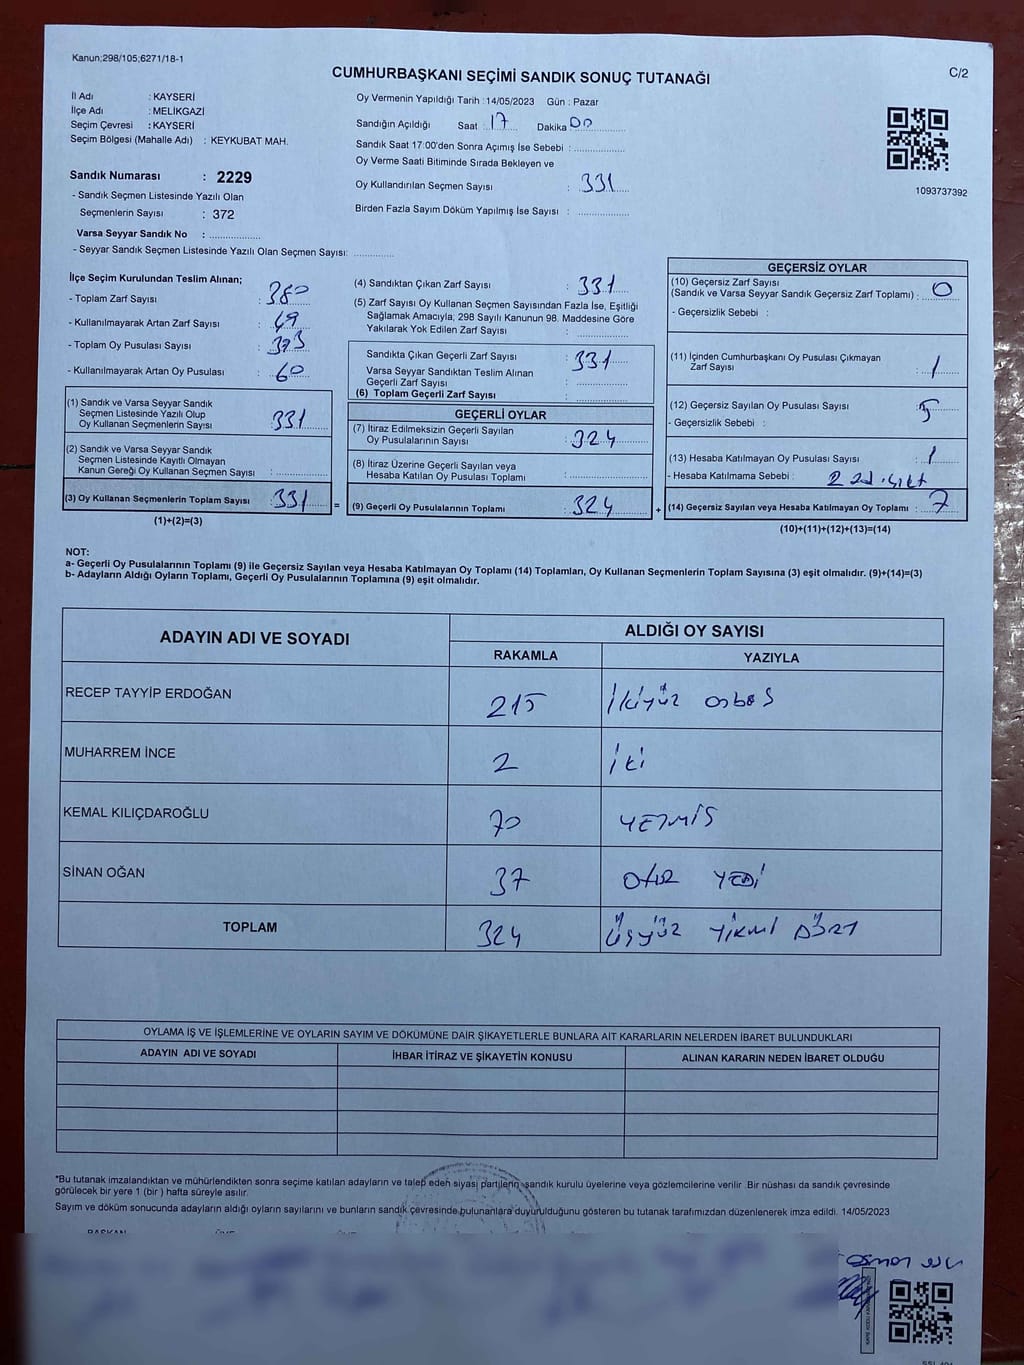 Kanun;298/105;6271/18-1
CUMHURBAŞKANI SEÇİMİ SANDIK SONUÇ TUTANAĞI
C/2
İl Adı : KAYSERİ
İlçe Adı : MELİKGAZİ
Seçim Çevresi : KAYSERİ
Seçim Bölgesi (Mahalle Adı) : KEYKUBAT MAH.
Sandık Numarası : 2229
- Sandık Seçmen Listesinde Yazılı Olan
Seçmenlerin Sayısı : 372
Varsa Seyyar Sandık No : ..................
- Seyyar Sandık Seçmen Listesinde Yazılı Olan Seçmen Sayısı: ..............
Oy Vermenin Yapıldığı Tarih : 14/05/2023 Gün : Pazar
Sandığın Açıldığı Saat : 17 Dakika 00
Sandık Saat 17:00'den Sonra Açımış İse Sebebi : ..................
Oy Verme Saati Bitiminde Sırada Bekleyen ve
Oy Kullandırılan Seçmen Sayısı : 331
Birden Fazla Sayım Döküm Yapılmış İse Sayısı : ..................
1093737392
İlçe Seçim Kurulundan Teslim Alınan;
- Toplam Zarf Sayısı : 380
- Kullanılmayarak Artan Zarf Sayısı : 49
- Toplam Oy Pusulası Sayısı :
- Kullanılmayarak Artan Oy Pusulası : 60
(1) Sandık ve Varsa Seyyar Sandık
Seçmen Listesinde Yazılı Olup
Oy Kullanan Seçmenlerin Sayısı : 331
(2) Sandık ve Varsa Seyyar Sandık
Seçmen Listesinde Kayıtlı Olmayan
Kanun Gereği Oy Kullanan Seçmen Sayısı : ..............
(3) Oy Kullanan Seçmenlerin Toplam Sayısı : 331
(1)+(2)=(3)
=
(4) Sandıktan Çıkan Zarf Sayısı : 331
(5) Zarf Sayısı Oy Kullanan Seçmen Sayısından Fazla İse, Eşitliği
Sağlamak Amacıyla; 298 Sayılı Kanunun 98. Maddesine Göre
Yakılarak Yok Edilen Zarf Sayısı : ..............
Sandıkta Çıkan Geçerli Zarf Sayısı : 331
Varsa Seyyar Sandıktan Teslim Alınan
Geçerli Zarf Sayısı : ..............
(6) Toplam Geçerli Zarf Sayısı : ..............
GEÇERLİ OYLAR
(7) İtiraz Edilmeksizin Geçerli Sayılan
Oy Pusulalarının Sayısı : 324
(8) İtiraz Üzerine Geçerli Sayılan veya
Hesaba Katılan Oy Pusulaları Toplamı : ..............
(9) Geçerli Oy Pusulalarının Toplamı : 324
+
GEÇERSİZ OYLAR
(10) Geçersiz Zarf Sayısı
(Sandık ve Varsa Seyyar Sandık Geçersiz Zarf Toplamı) : 0
- Geçersizlik Sebebi :
(11) İçinden Cumhurbaşkanı Oy Pusulası Çıkmayan
Zarf Sayısı : 1
(12) Geçersiz Sayılan Oy Pusulası Sayısı : 5
- Geçersizlik Sebebi :
(13) Hesaba Katılmayan Oy Pusulası Sayısı : 1
- Hesaba Katılmama Sebebi :
(14) Geçersiz Sayılan veya Hesaba Katılmayan Oy Toplamı : 7
(10)+(11)+(12)+(13)=(14)
NOT:
a- Geçerli Oy Pusulalarının Toplamı (9) ile Geçersiz Sayılan veya Hesaba Katılmayan Oy Toplamı (14) Toplamları, Oy Kullanan Seçmenlerin Toplam Sayısına (3) eşit olmalıdır. (9)+(14)=(3)
b- Adayların Aldığı Oyların Toplamı, Geçerli Oy Pusulalarının Toplamına (9) eşit olmalıdır.
ADAYIN ADI VE SOYADI
ALDIĞI OY SAYISI
RAKAMLA
YAZIYLA
RECEP TAYYİP ERDOĞAN 215 ikiyüz onbeş
MUHARREM İNCE 2 iki
KEMAL KILIÇDAROĞLU 70 YETMİŞ
SİNAN OĞAN 37 Otuz YEDİ
TOPLAM 324 üçyüz Yirmi DÖRT
OYLAMA İŞ VE İŞLEMLERİNE VE OYLARIN SAYIM VE DÖKÜMÜNE DAİR ŞİKAYETLERLE BUNLARA AIT KARARLARIN NELERDEN İBARET BULUNDUKLARI
ADAYIN ADI VE SOYADI
İHBAR İTİRAZ VE ŞİKAYETİN KONUSU
ALINAN KARARIN NEDEN İBARET OLDUĞU
*Bu tutanak imzalandıktan ve mühürlendikten sonra seçime katılan adayların ve talep eden siyasi partilerin, sandık kurulu üyelerine veya gözlemcilerine verilir .Bir nüshası da sandık çevresinde
görülecek bir yere 1 (bir ) hafta süreyle asılır.
Sayım ve döküm sonucunda adayların aldığı oyların sayılarını ve bunların sandık çevresinde bulunanlara duyurulduğunu gösteren bu tutanak tarafımızdan düzenlenerek imza edildi. 14/05/2023
BAŞKAN ÜYE ÜYE